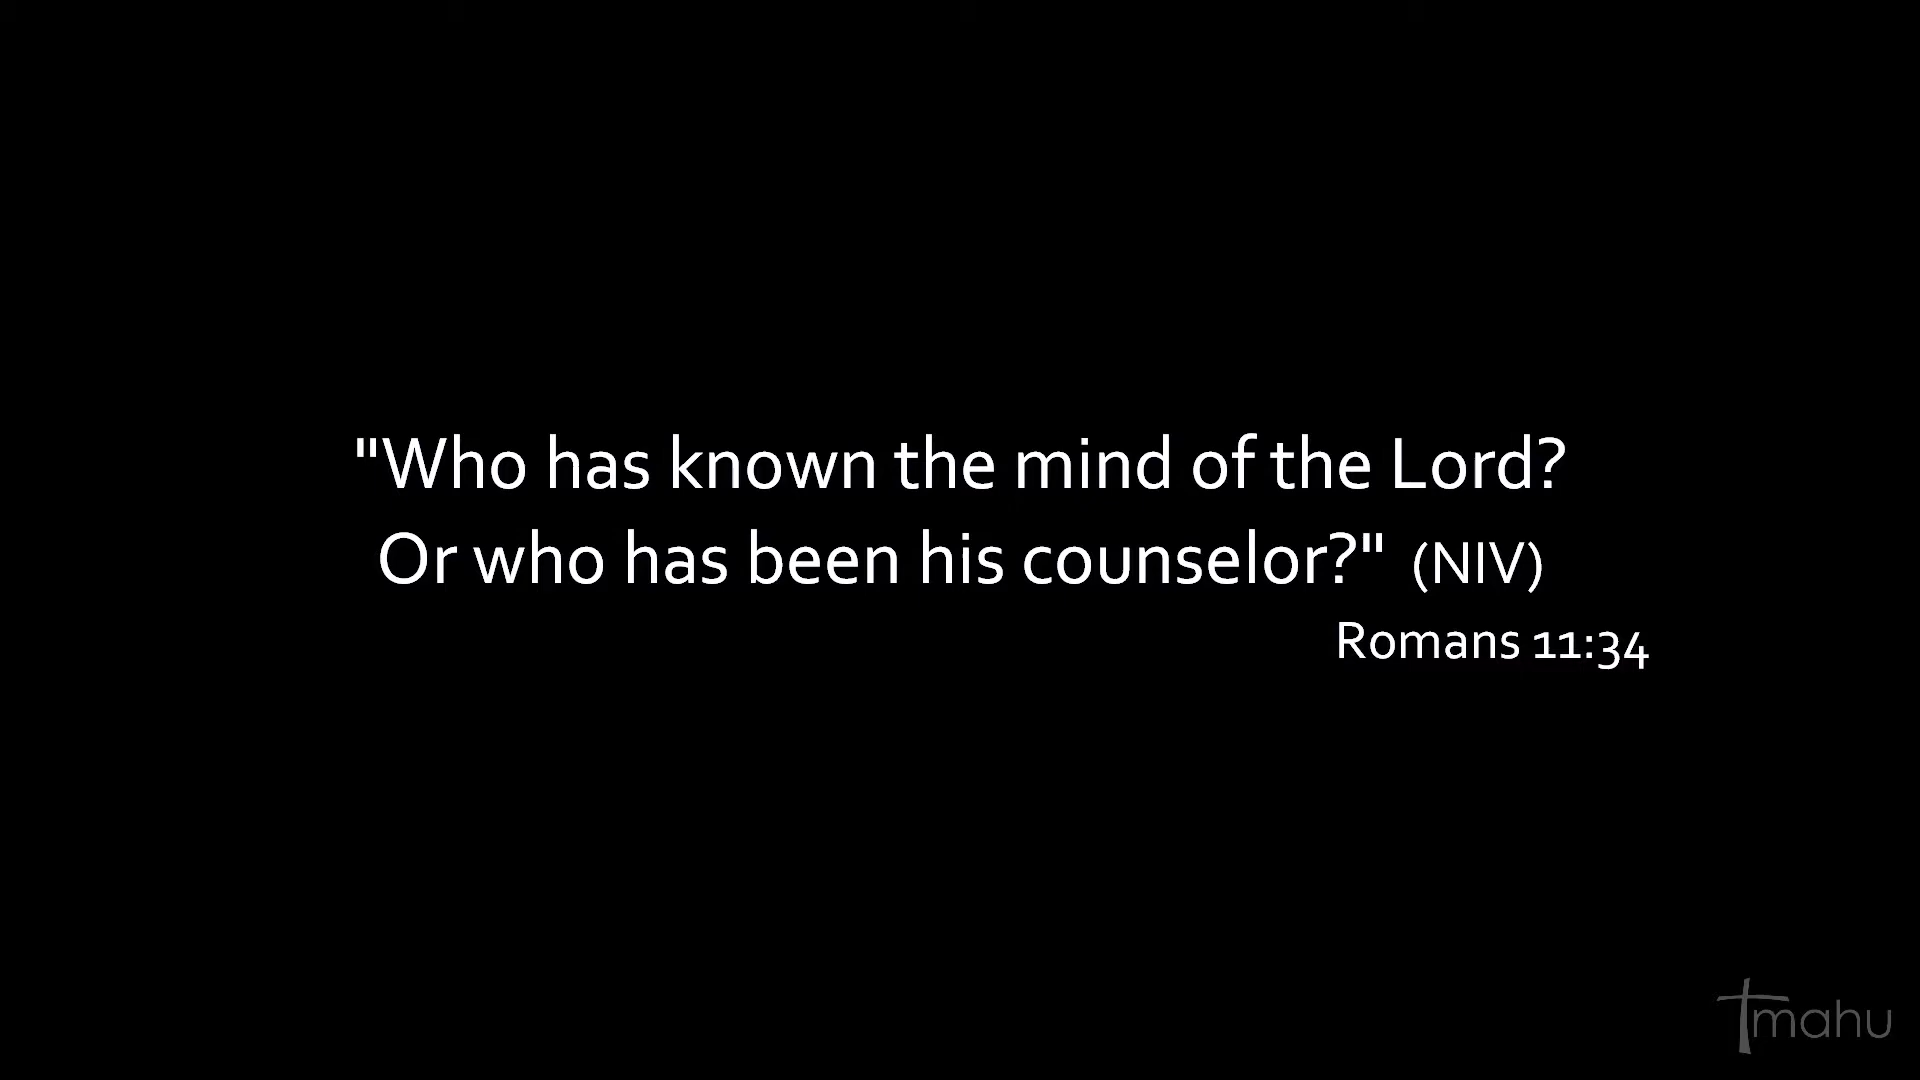 "Who has known the mind of the Lord?
Or who has been his counselor?" (NIV)
Romans 11:34
mahu